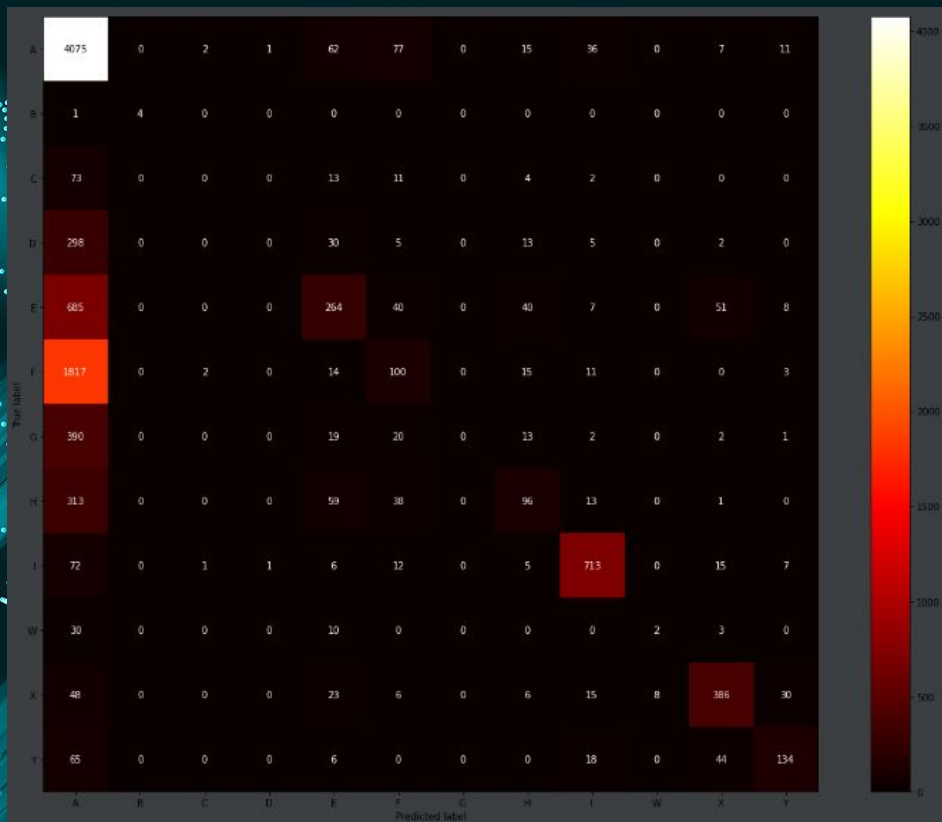 A 4075 0 2 1 62 77 0 15 36 0 7 11
B 1 4 0 0 0 0 0 0 0 0 0 0
C 73 0 0 0 13 11 0 4 2 0 0 0
D 298 0 0 0 30 5 0 13 5 0 2 0
E 685 0 0 0 264 40 0 40 7 0 51 8
F 1817 0 2 0 14 100 0 15 11 0 0 3
G 390 0 0 0 19 20 0 13 2 0 2 1
H 313 0 0 0 59 38 0 96 13 0 1 0
I 72 0 1 1 6 12 0 5 713 0 15 7
W 30 0 0 0 10 0 0 0 0 2 3 0
X 48 0 0 0 23 6 0 6 15 8 386 30
Y 65 0 0 0 6 0 0 0 18 0 44 134
A B C D E F G H I W X Y
Predicted label
True label
4000
3500
3000
2500
2000
1500
1000
500
0